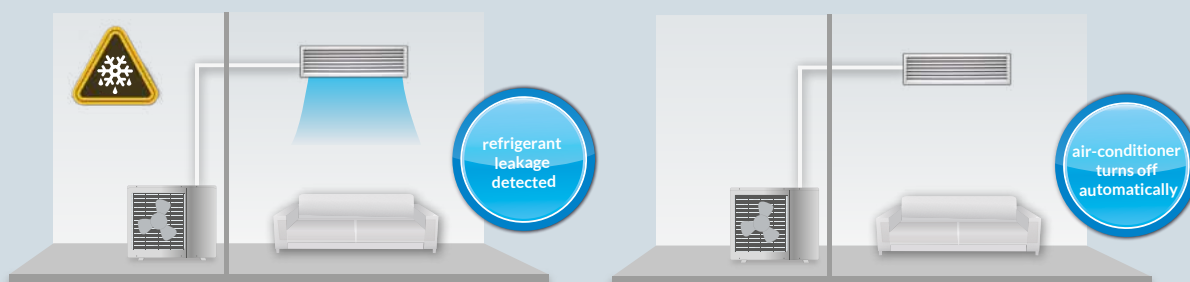 refrigerant
leakage
detected
air-conditioner
turns off
automatically